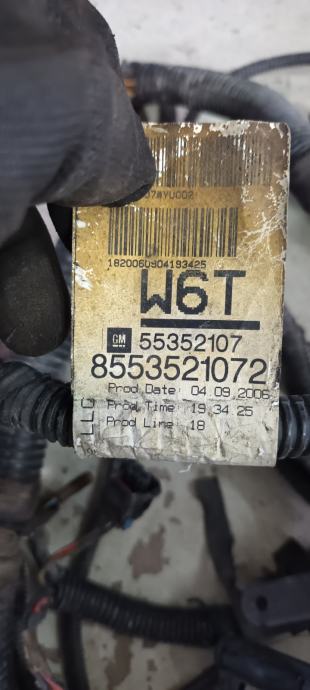 1820060904193425
W6T
GM 55352107
8553521072
Prod Date: 04.09.2006
Prod Time: 19 34 25
Prod Line: 18